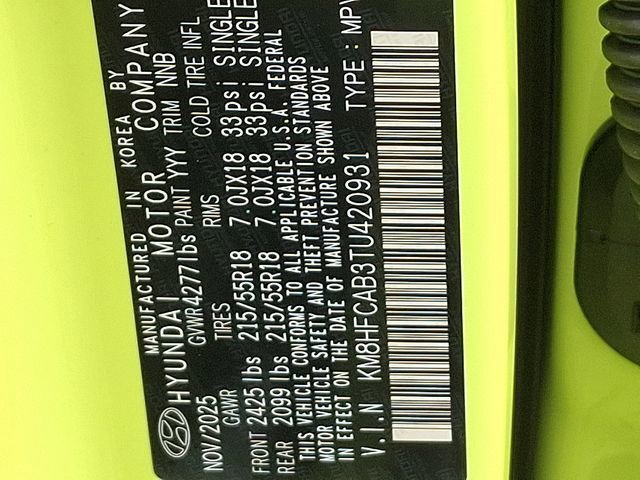 MANUFACTURED IN KOREA BY
HYUNDAI MOTOR COMPANY
NOV/2025 GVWR 4277lbs PAINT YYY TRIM NNB
GAWR TIRES RIMS COLD TIRE INFL
FRONT 2425lbs 215/55R18 7.0JX18 33psi SINGLE
REAR 2099lbs 215/55R18 7.0JX18 33psi SINGLE
THIS VEHICLE CONFORMS TO ALL APPLICABLE U.S.A. FEDERAL
MOTOR VEHICLE SAFETY AND THEFT PREVENTION STANDARDS
IN EFFECT ON THE DATE OF MANUFACTURE SHOWN ABOVE
V.I.N KM8HFCAB3TU420931 TYPE: MPV